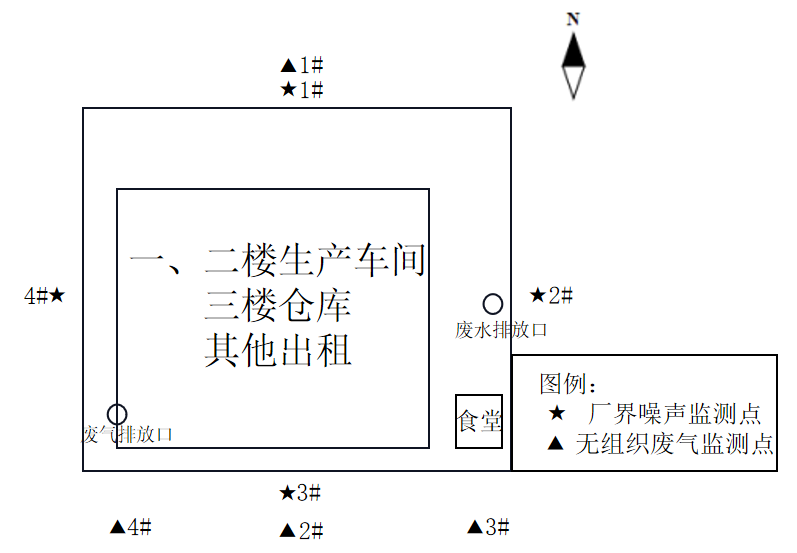 N
▲1#
★1#
一、二楼生产车间
三楼仓库
其他出租
4#★
★2#
废水排放口
图例：
★ 厂界噪声监测点
▲ 无组织废气监测点
食堂
废气排放口
★3#
▲4#
▲2#
▲3#